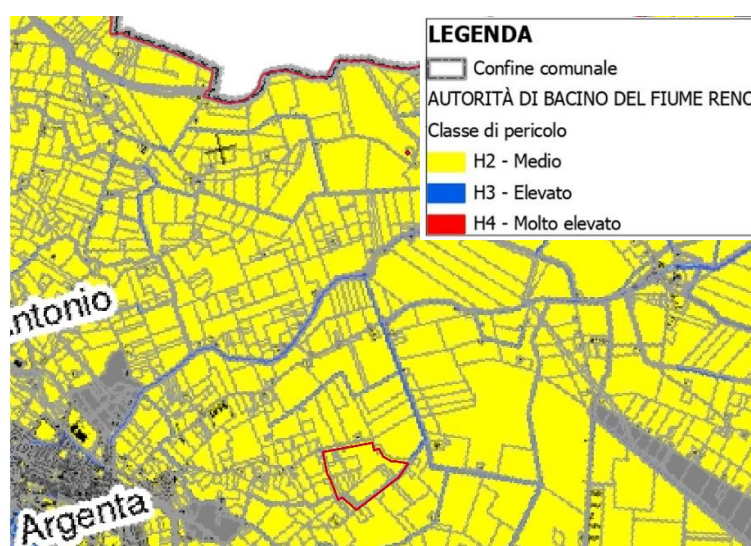 LEGENDA
Confine comunale
AUTORITÀ DI BACINO DEL FIUME RENO
Classe di pericolo
H2 - Medio
H3 - Elevato
H4 - Molto elevato
ntonio
Argenta